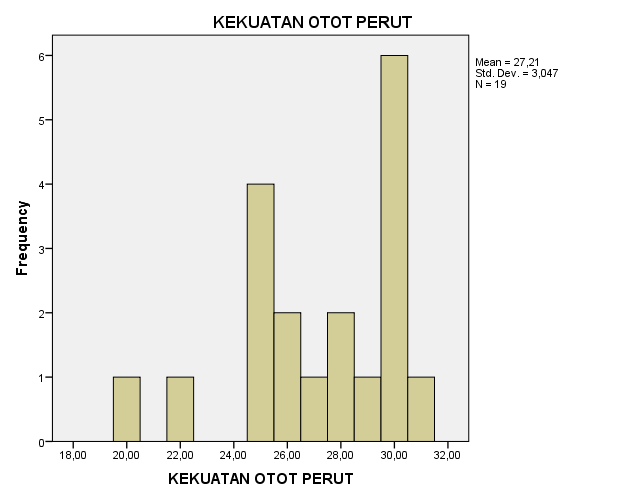 KEKUATAN OTOT PERUT
Mean = 27,21
Std. Dev. = 3,047
N = 19
Frequency
6
5
4
3
2
1
0
18,00 20,00 22,00 24,00 26,00 28,00 30,00 32,00
KEKUATAN OTOT PERUT